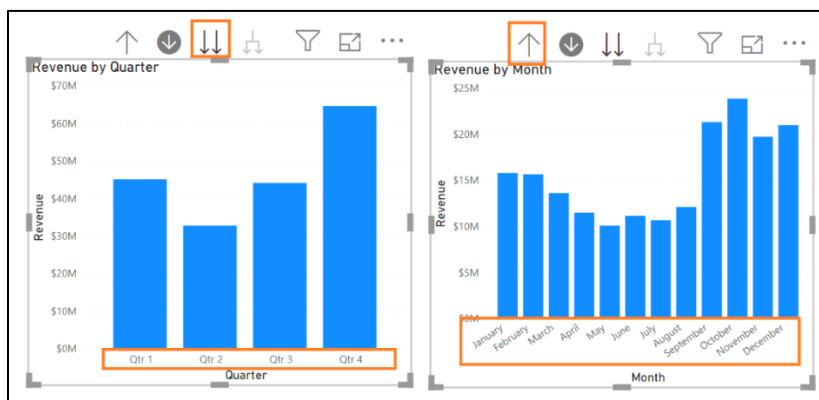 Revenue by Quarter
$70M
$60M
$50M
$40M
$30M
$20M
$10M
$0M
Revenue
Qtr 1 Qtr 2 Qtr 3 Qtr 4
Quarter
Revenue by Month
$25M
$20M
$15M
$10M
$5M
$0M
Revenue
January February March April May June July August September October November December
Month